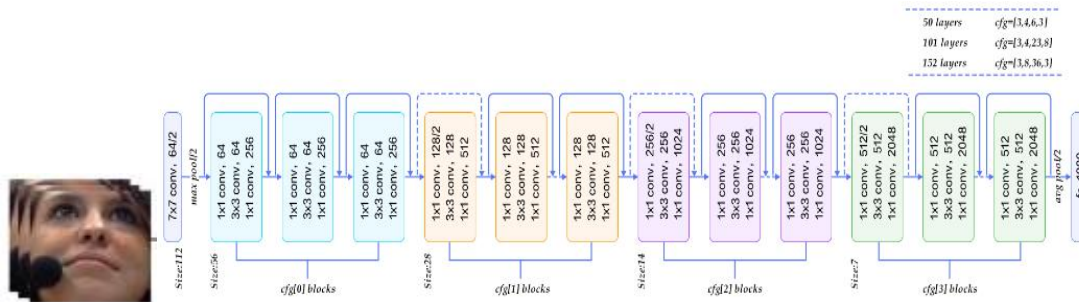 50 layers cfg=[3,4,6,3]
101 layers cfg=[3,4,23,8]
152 layers cfg=[3,8,36,3]
7x7 conv, 64/2
max pool/2
1x1 conv, 64
3x3 conv, 64
1x1 conv, 256
1x1 conv, 64
3x3 conv, 64
1x1 conv, 256
1x1 conv, 64
3x3 conv, 64
1x1 conv, 256
1x1 conv, 128/2
3x3 conv, 128
1x1 conv, 512
1x1 conv, 128
3x3 conv, 128
1x1 conv, 512
1x1 conv, 128
3x3 conv, 128
1x1 conv, 512
1x1 conv, 256/2
3x3 conv, 256
1x1 conv, 1024
1x1 conv, 256
3x3 conv, 256
1x1 conv, 1024
1x1 conv, 256
3x3 conv, 256
1x1 conv, 1024
1x1 conv, 512/2
3x3 conv, 512
1x1 conv, 2048
1x1 conv, 512
3x3 conv, 512
1x1 conv, 2048
1x1 conv, 512
3x3 conv, 512
1x1 conv, 2048
avg pool/2
Size:112
Size:56
Size:28
Size:14
Size:7
cfg[0] blocks
cfg[1] blocks
cfg[2] blocks
cfg[3] blocks